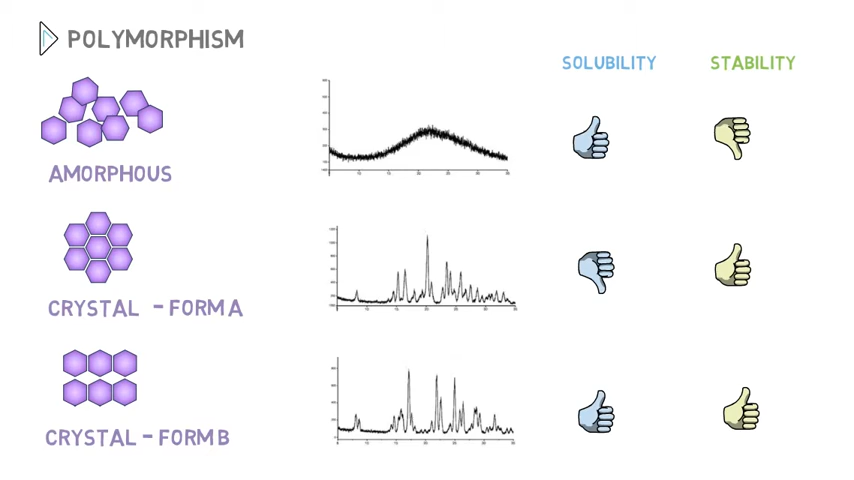 POLYMORPHISM
SOLUBILITY
STABILITY
AMORPHOUS
CRYSTAL - FORM A
CRYSTAL - FORM B